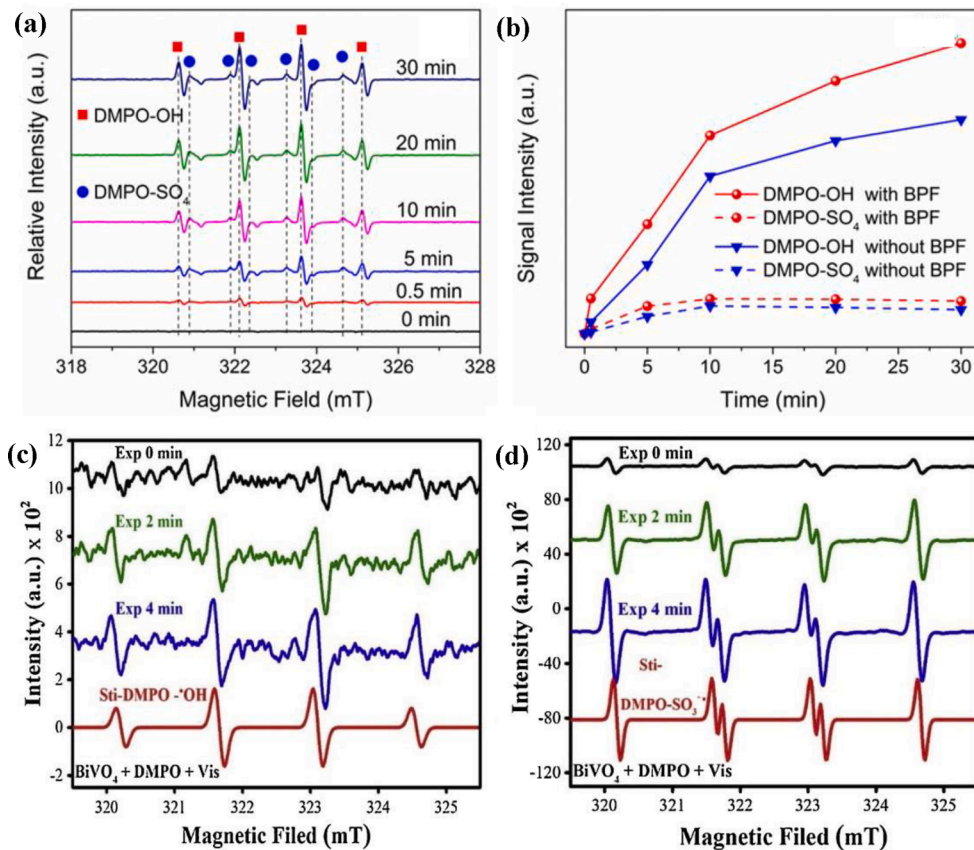 (a)
Relative Intensity (a.u.)
30 min
DMPO-OH
20 min
DMPO-SO₄
10 min
5 min
0.5 min
0 min
318 320 322 324 326 328
Magnetic Field (mT)
(b)
Signal Intensity (a.u.)
DMPO-OH with BPF
DMPO-SO₄ with BPF
DMPO-OH without BPF
DMPO-SO₄ without BPF
0 5 10 15 20 25 30
Time (min)
(c)
Intensity (a.u.) x 10²
12
10
8
6
4
2
0
-2
Exp 0 min
Exp 2 min
Exp 4 min
Sti-DMPO -•OH
BiVO₄ + DMPO + Vis
320 321 322 323 324 325
Magnetic Filed (mT)
(d)
Intensity (a.u.) x 10²
120
80
40
0
-40
-80
-110
Exp 0 min
Exp 2 min
Exp 4 min
Sti-
DMPO-SO₃⁻•
BiVO₄ + DMPO + Vis
320 321 322 323 324 325
Magnetic Filed (mT)